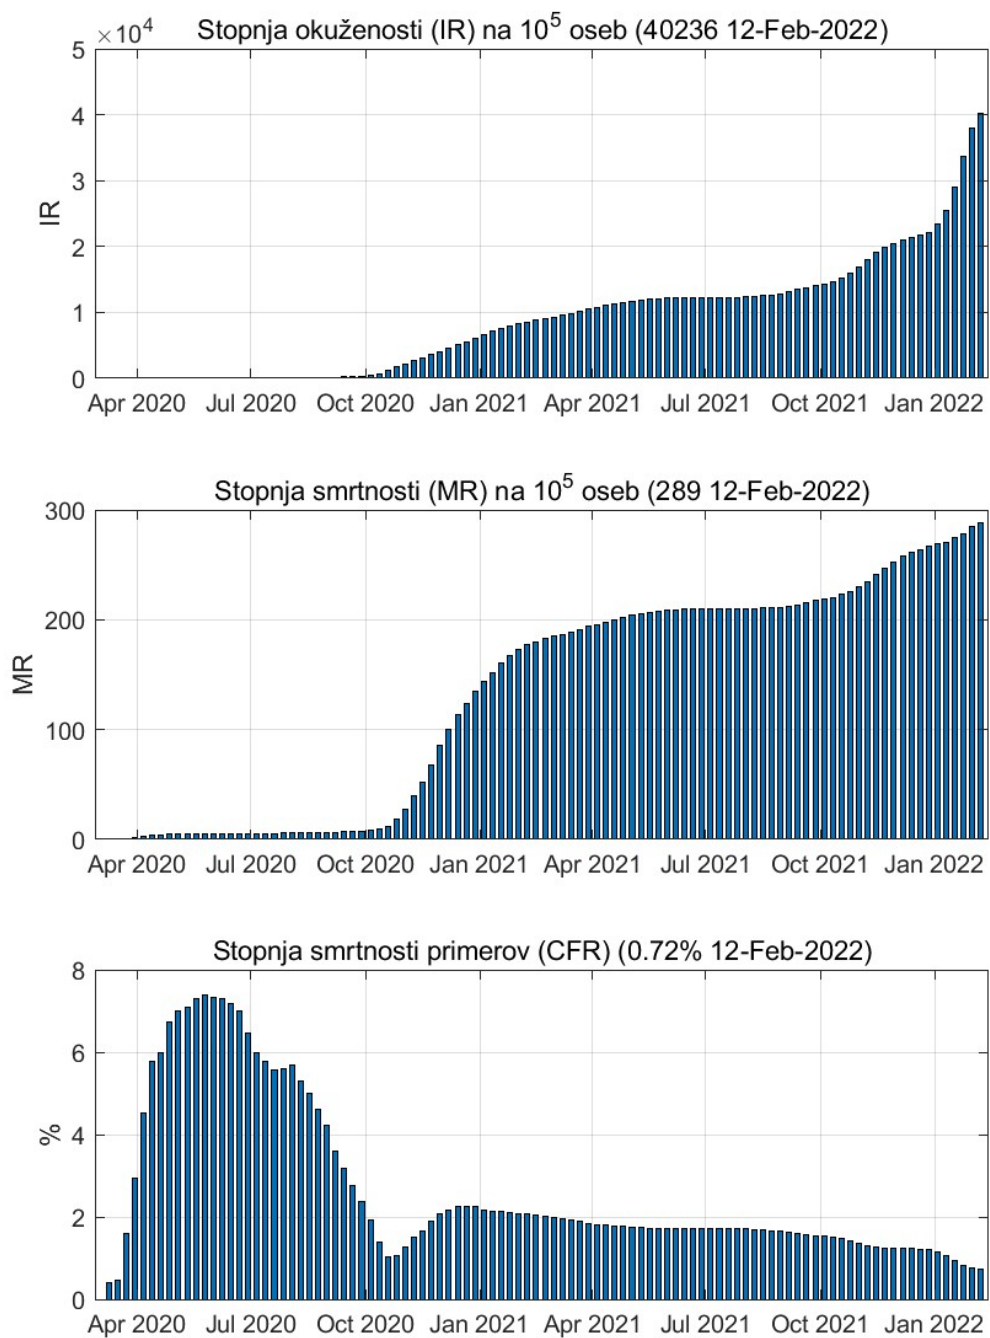 ×10⁴
Stopnja okuženosti (IR) na 10⁵ oseb (40236 12-Feb-2022)
5
4
3
2
1
0
IR
Apr 2020 Jul 2020 Oct 2020 Jan 2021 Apr 2021 Jul 2021 Oct 2021 Jan 2022
Stopnja smrtnosti (MR) na 10⁵ oseb (289 12-Feb-2022)
300
200
100
0
MR
Apr 2020 Jul 2020 Oct 2020 Jan 2021 Apr 2021 Jul 2021 Oct 2021 Jan 2022
Stopnja smrtnosti primerov (CFR) (0.72% 12-Feb-2022)
8
6
4
2
0
%
Apr 2020 Jul 2020 Oct 2020 Jan 2021 Apr 2021 Jul 2021 Oct 2021 Jan 2022